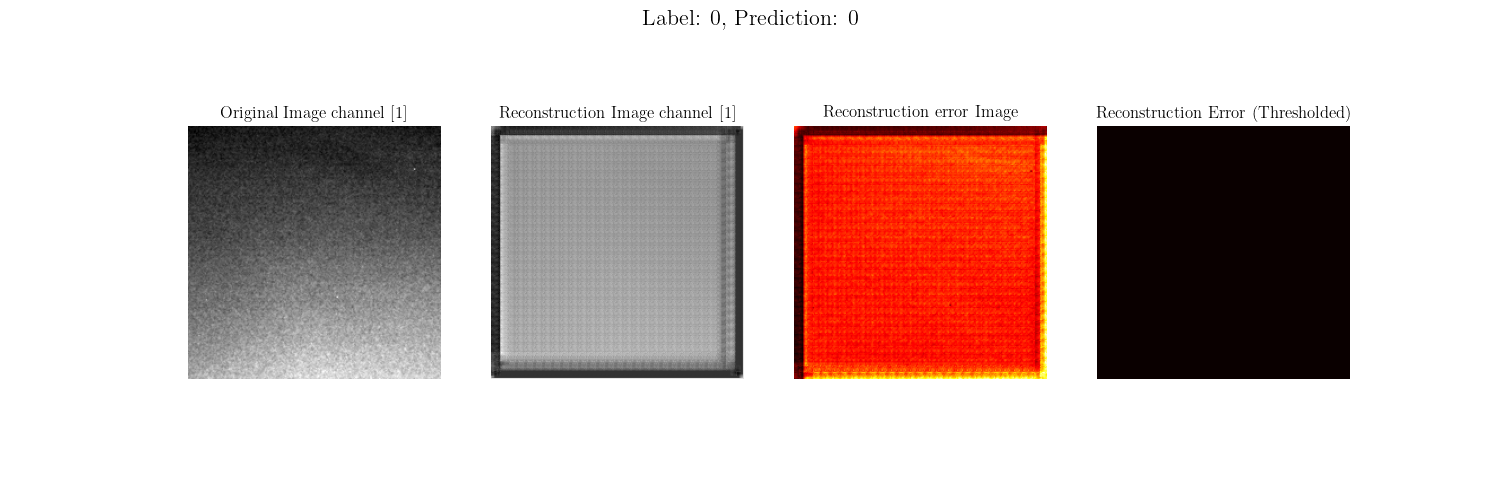 Label: 0, Prediction: 0
Original Image channel [1]
Reconstruction Image channel [1]
Reconstruction error Image
Reconstruction Error (Thresholded)